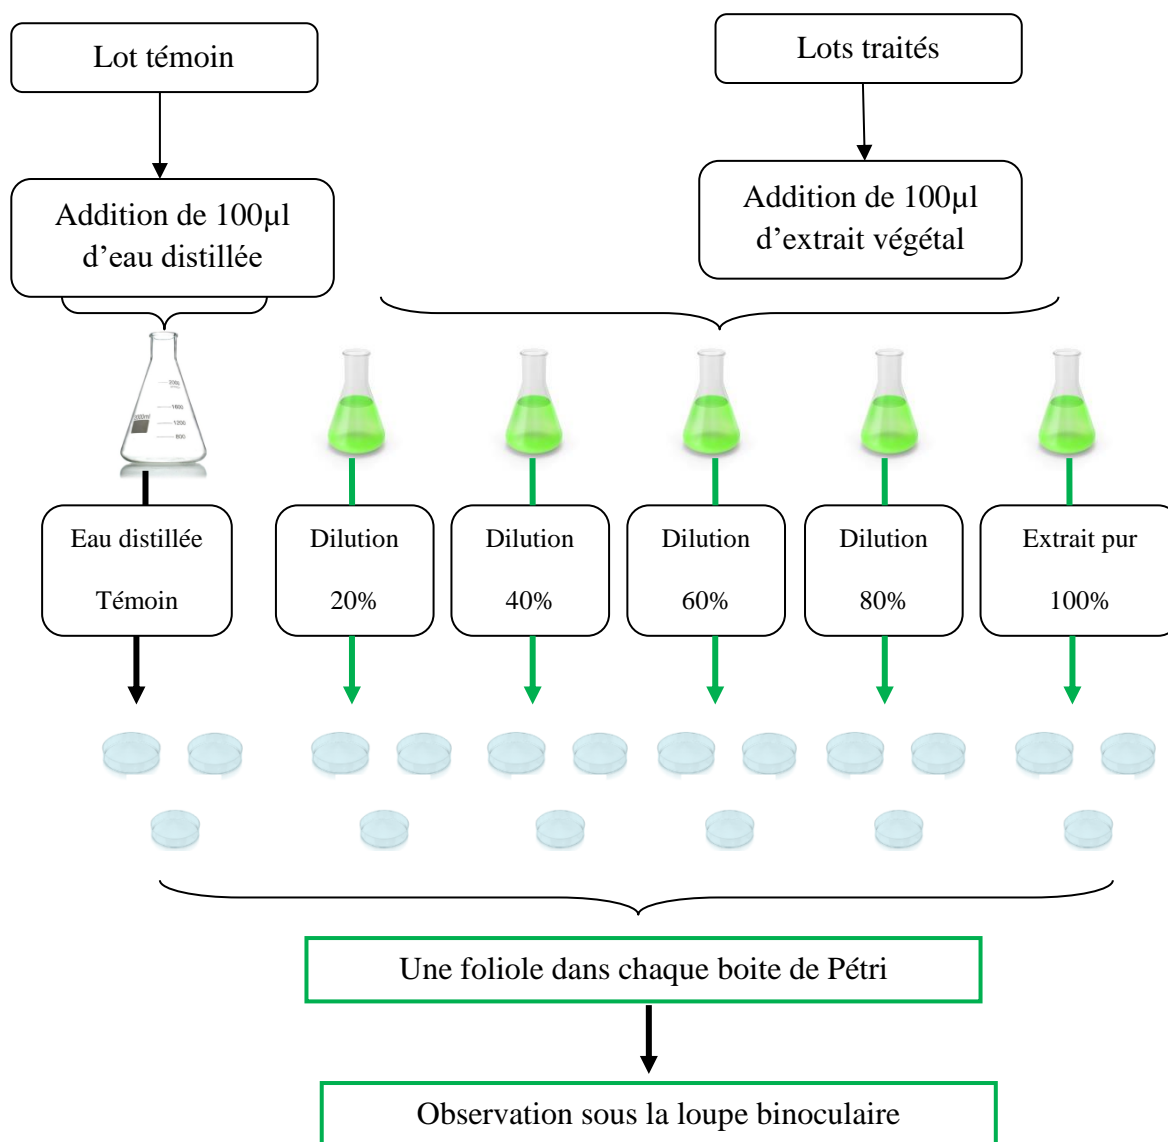 Lot témoin
Lots traités
Addition de 100µl
d’eau distillée
Addition de 100µl
d’extrait végétal
Eau distillée
Témoin
Dilution
20%
Dilution
40%
Dilution
60%
Dilution
80%
Extrait pur
100%
Une foliole dans chaque boite de Pétri
Observation sous la loupe binoculaire